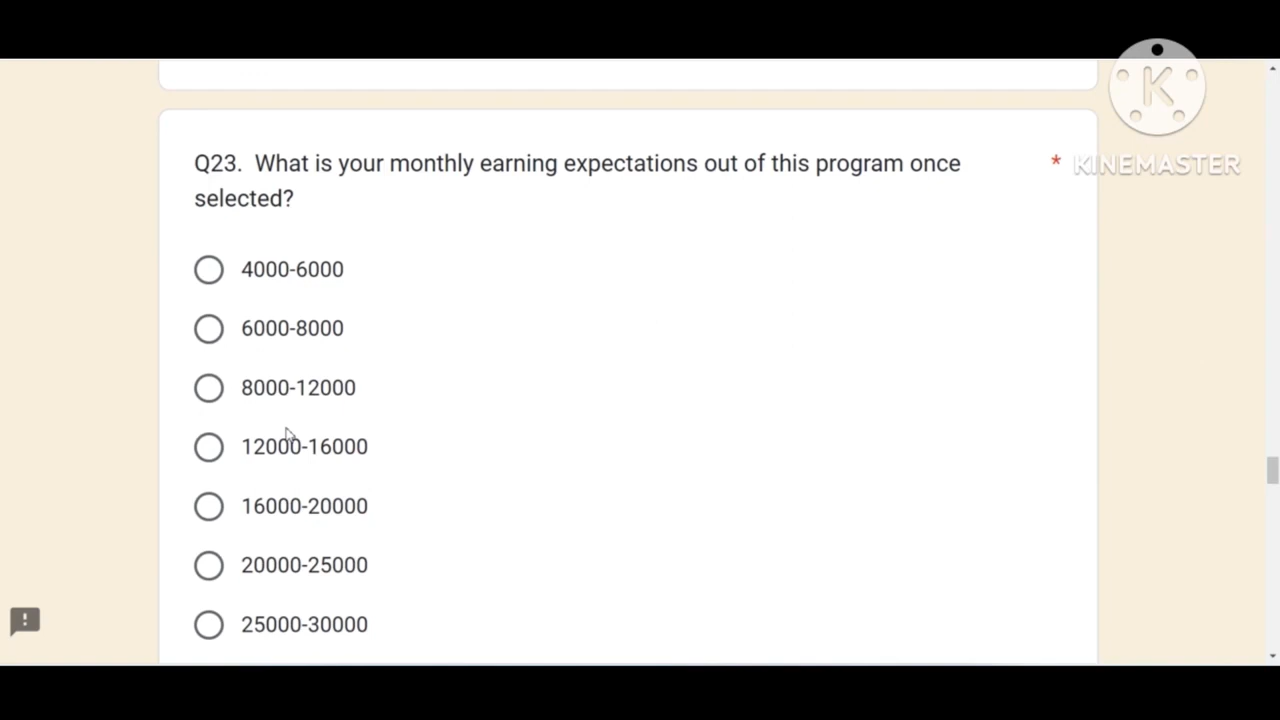 K
KINEMASTER
Q23. What is your monthly earning expectations out of this program once *
selected?
4000-6000
6000-8000
8000-12000
12000-16000
16000-20000
20000-25000
25000-30000